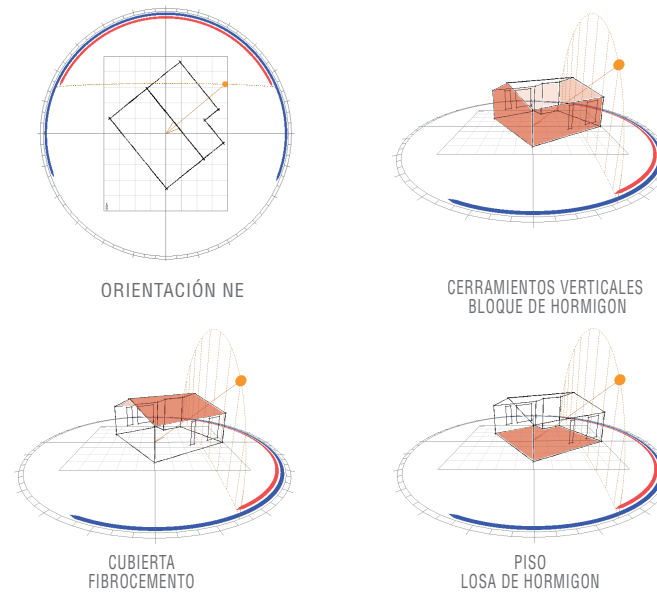 ORIENTACIÓN NE
CERRAMIENTOS VERTICALES
BLOQUE DE HORMIGON
CUBIERTA
FIBROCEMENTO
PISO
LOSA DE HORMIGON